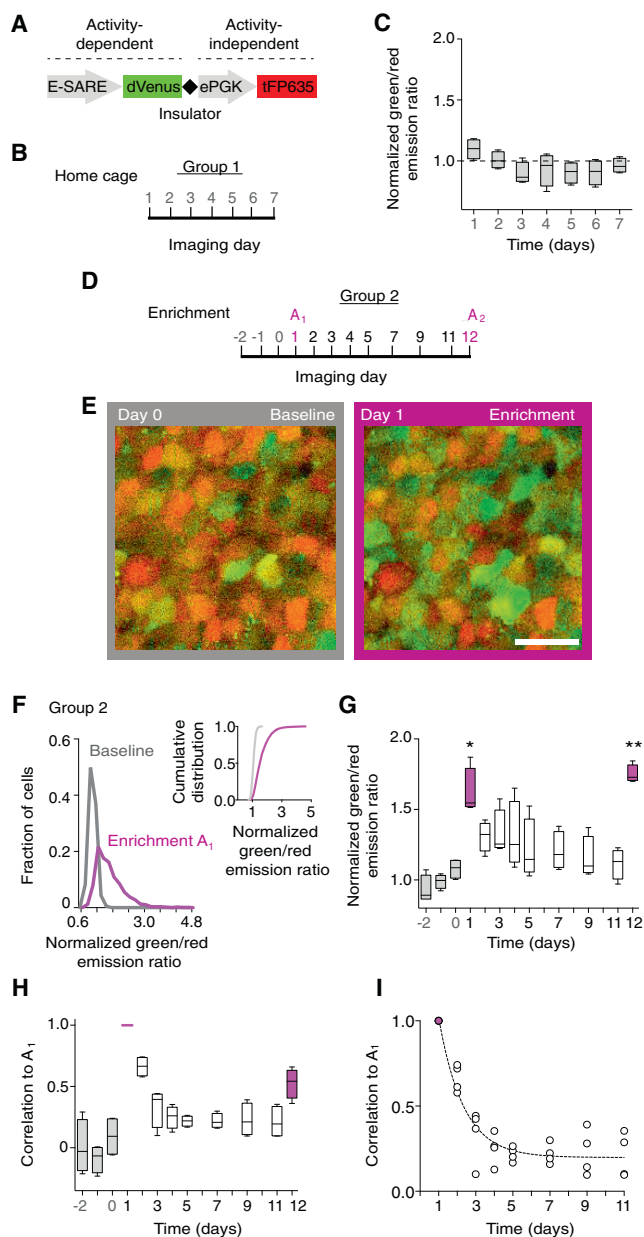 A
Activity-
dependent
Activity-
independent
E-SARE
dVenus
ePGK
tFP635
Insulator
B
Home cage
Group 1
1 2 3 4 5 6 7
Imaging day
C
Normalized green/red
emission ratio
2.0
1.0
1 2 3 4 5 6 7
Time (days)
D
Enrichment
Group 2
A1
A2
-2 -1 0 1 2 3 4 5 7 9 11 12
Imaging day
E
Day 0 Baseline
Day 1 Enrichment
F
Group 2
Fraction of cells
0.6
0.4
0.2
0
Baseline
Enrichment A1
0.6 3.0 4.8
Normalized green/red
emission ratio
Cumulative
distribution
1.0
0.5
0.0
1 3 5
Normalized
green/red
emission ratio
G
Normalized green/red
emission ratio
2.0
1.5
1.0
* **
-2 0 1 3 5 7 9 11 12
Time (days)
H
Correlation to A1
1.0
0.5
0
-2 0 1 3 5 7 9 11 12
Time (days)
I
Correlation to A1
1.0
0.5
0.0
1 3 5 7 9 11
Time (days)